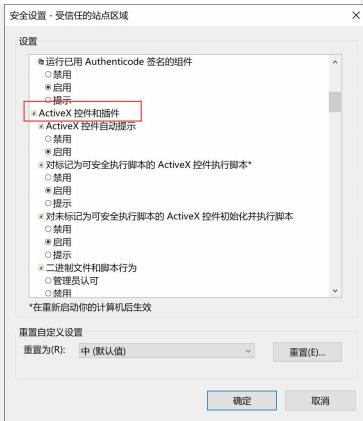 安全设置 - 受信任的站点区域
设置
运行已用 Authenticode 签名的组件
禁用
启用
提示
ActiveX 控件和插件
ActiveX 控件自动提示
禁用
启用
对标记为可安全执行脚本的 ActiveX 控件执行脚本*
禁用
启用
提示
对未标记为可安全执行脚本的 ActiveX 控件初始化并执行脚本
禁用
启用
提示
二进制文件和脚本行为
管理员认可
禁用
*在重新启动你的计算机后生效
重置自定义设置
重置为(R): 中 (默认值) 重置(E)...
确定 取消